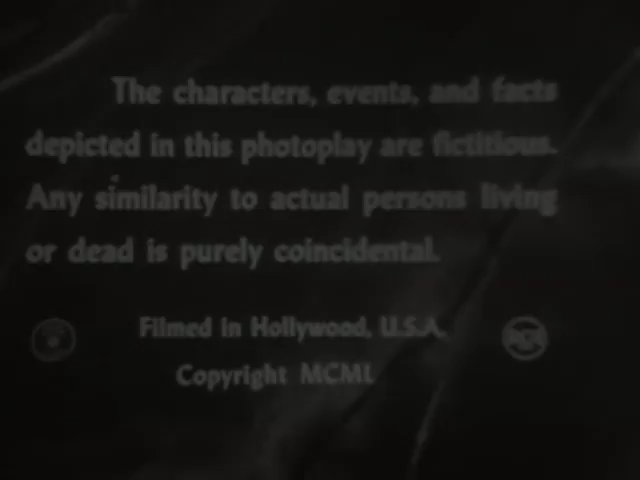 The characters, events, and facts
depicted in this photoplay are fictitious.
Any similarity to actual persons living
or dead is purely coincidental.
Filmed in Hollywood, U.S.A.
Copyright MCML
RCA